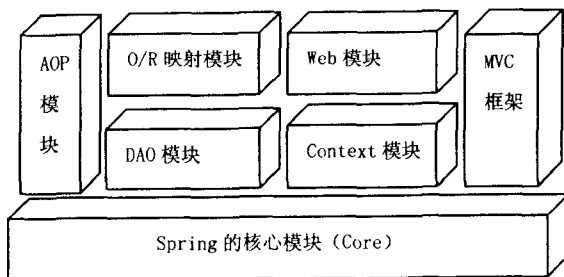 AOP
模
块
O/R 映射模块
Web 模块
MVC
框架
DAO 模块
Context 模块
Spring 的核心模块（Core）